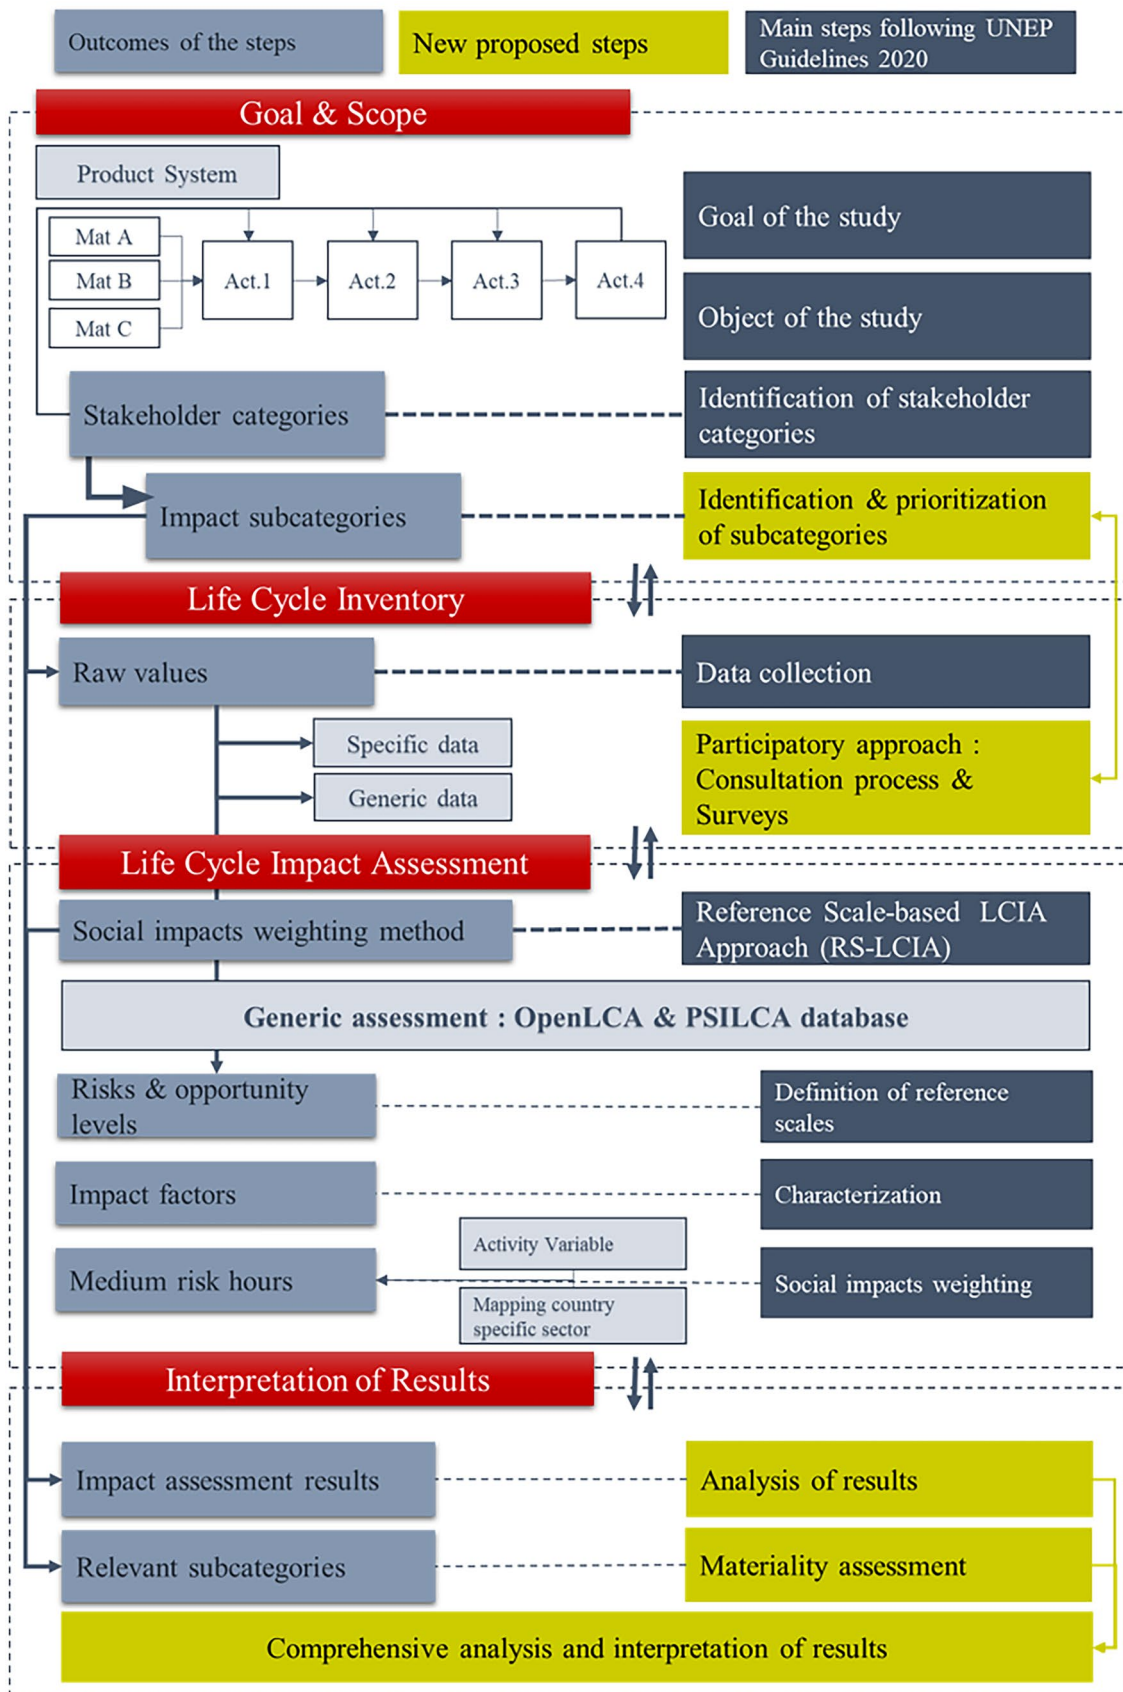 Outcomes of the steps
New proposed steps
Main steps following UNEP
Guidelines 2020
Goal & Scope
Product System
Mat A
Mat B
Mat C
Act.1
Act.2
Act.3
Act.4
Goal of the study
Object of the study
Stakeholder categories
Identification of stakeholder
categories
Impact subcategories
Identification & prioritization
of subcategories
Life Cycle Inventory
Raw values
Data collection
Specific data
Generic data
Participatory approach :
Consultation process &
Surveys
Life Cycle Impact Assessment
Social impacts weighting method
Reference Scale-based LCIA
Approach (RS-LCIA)
Generic assessment : OpenLCA & PSILCA database
Risks & opportunity
levels
Definition of reference
scales
Impact factors
Characterization
Activity Variable
Medium risk hours
Social impacts weighting
Mapping country
specific sector
Interpretation of Results
Impact assessment results
Analysis of results
Relevant subcategories
Materiality assessment
Comprehensive analysis and interpretation of results